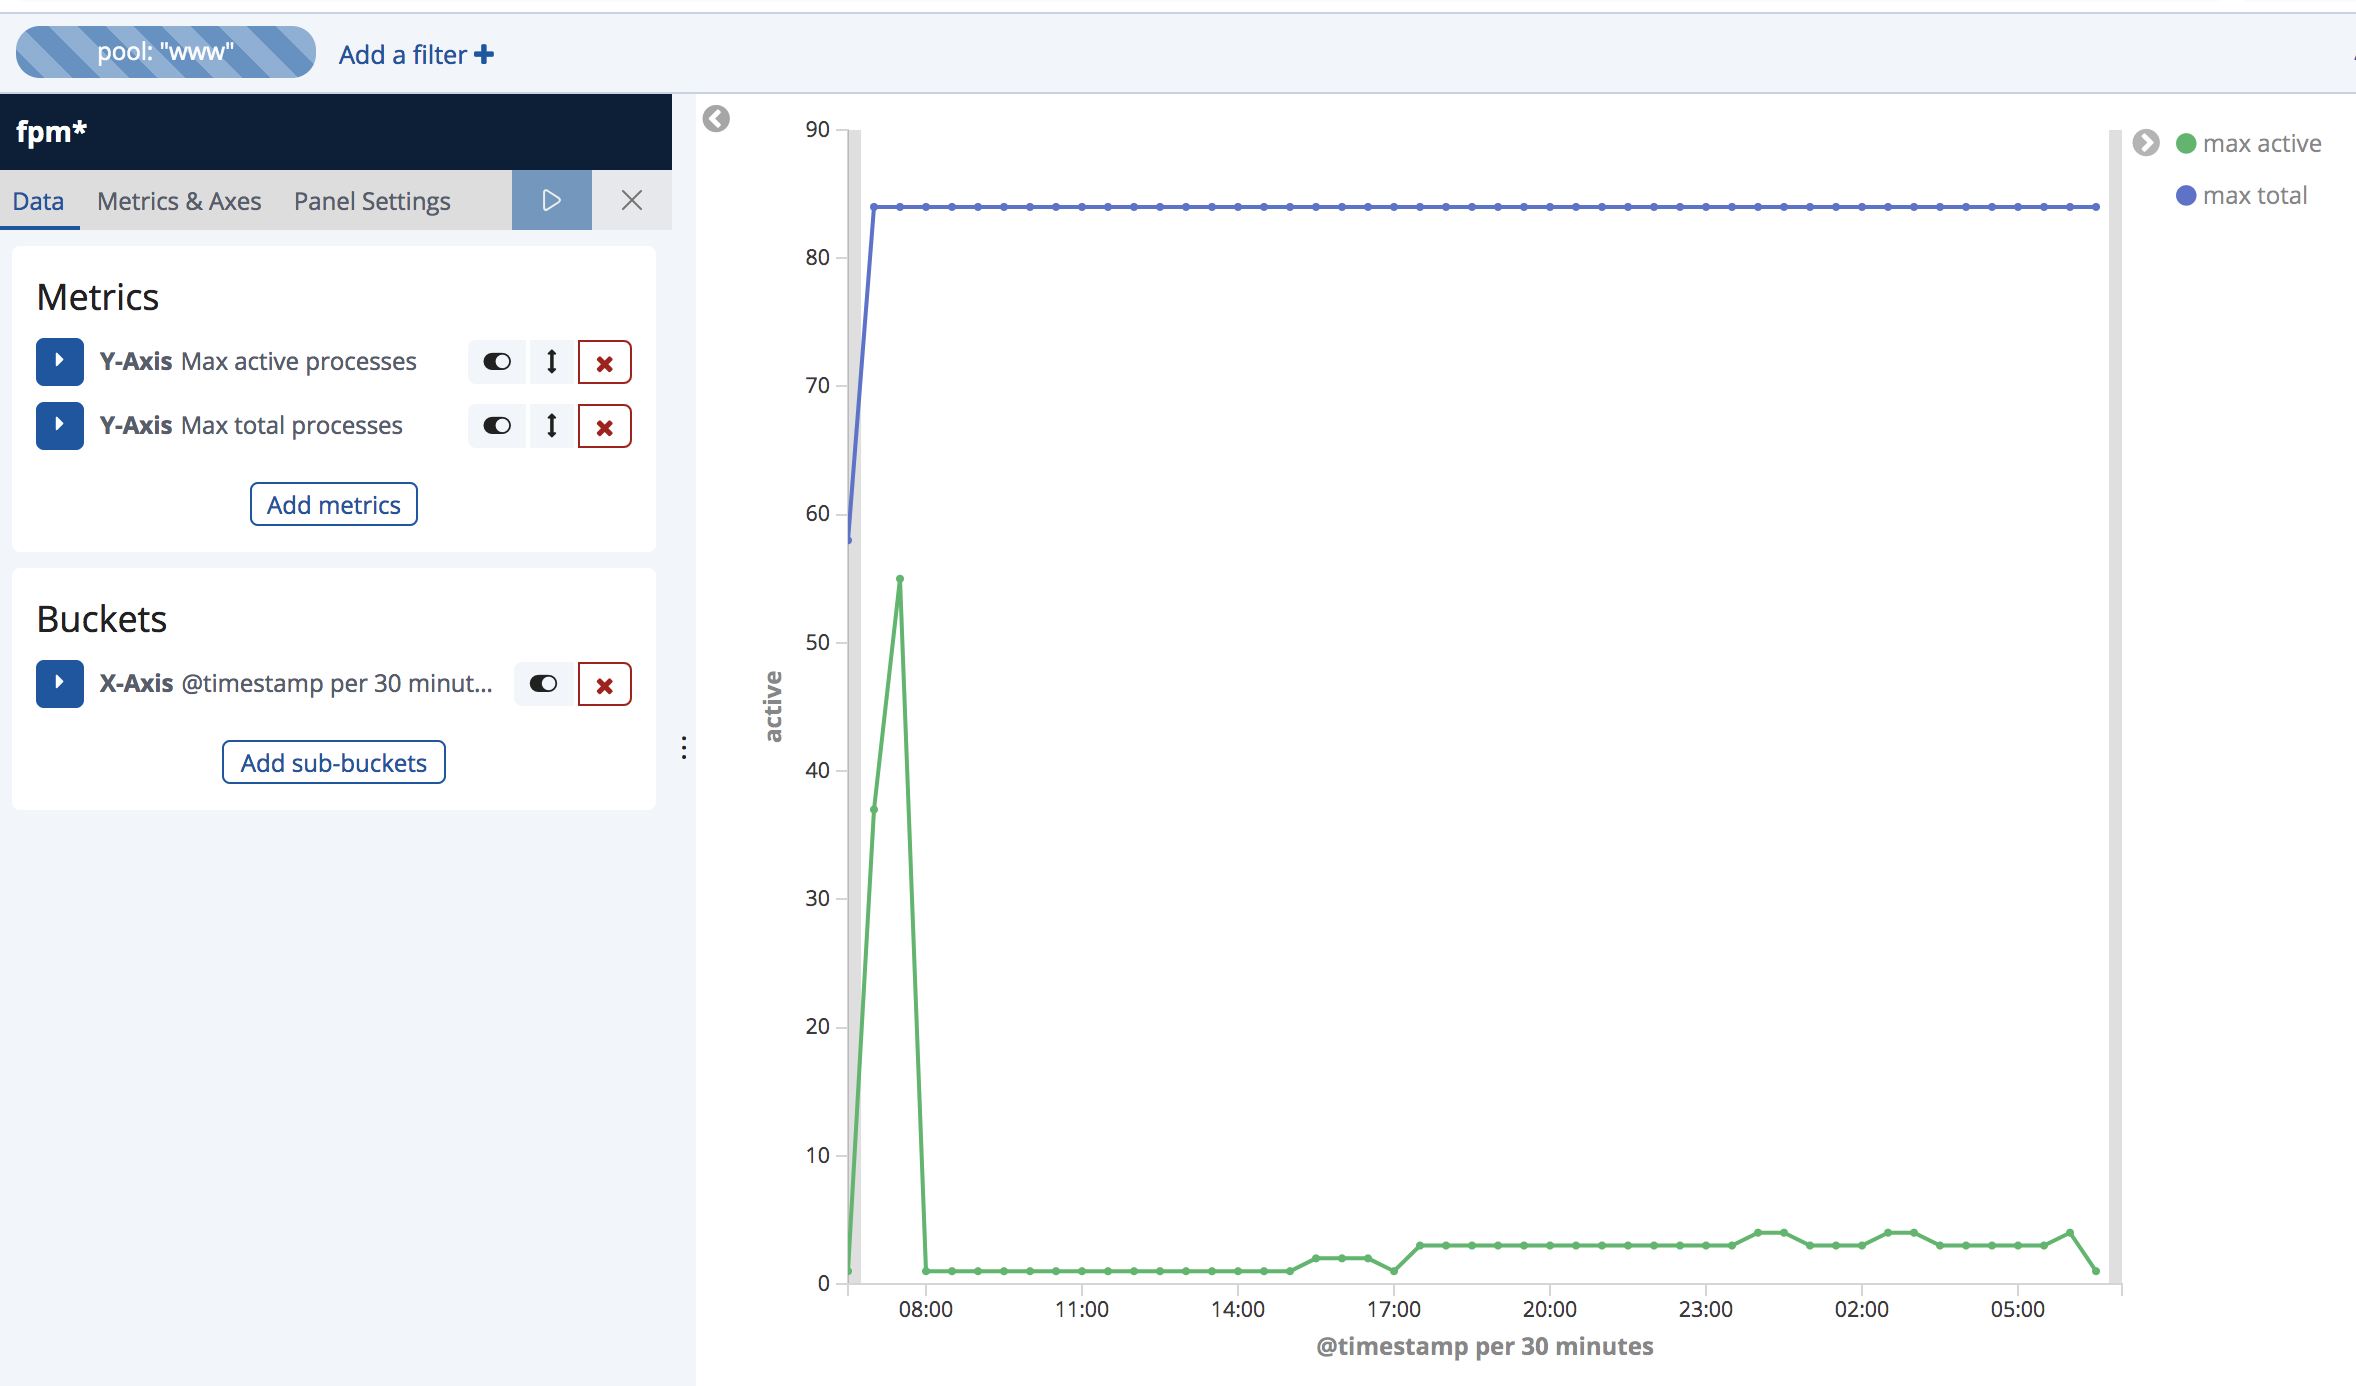 pool: "www"
Add a filter
fpm*
Data
Metrics & Axes
Panel Settings
Metrics
Y-Axis Max active processes
Y-Axis Max total processes
Add metrics
Buckets
X-Axis @timestamp per 30 minut...
Add sub-buckets
90
80
70
60
50
40
30
20
10
0
active
08:00
11:00
14:00
17:00
20:00
23:00
02:00
05:00
@timestamp per 30 minutes
max active
max total